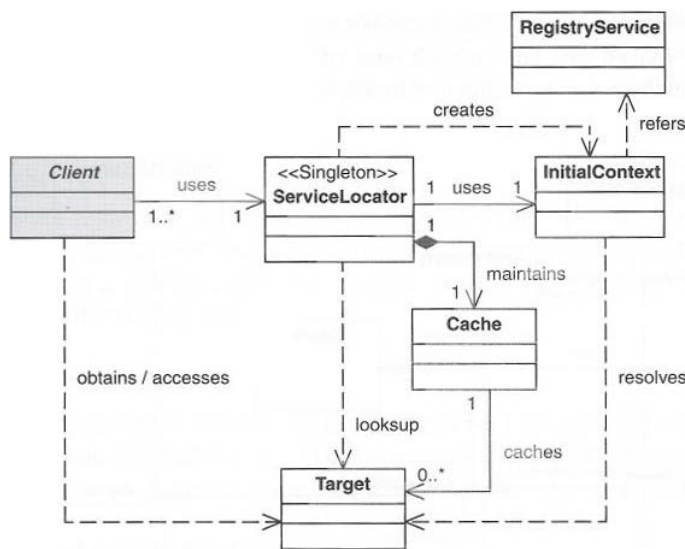 RegistryService
creates
refers
Client
uses
1..*
1
<<Singleton>>
ServiceLocator
1
uses
1
InitialContext
1
maintains
1
Cache
1
obtains / accesses
resolves
looksup
caches
0..*
Target